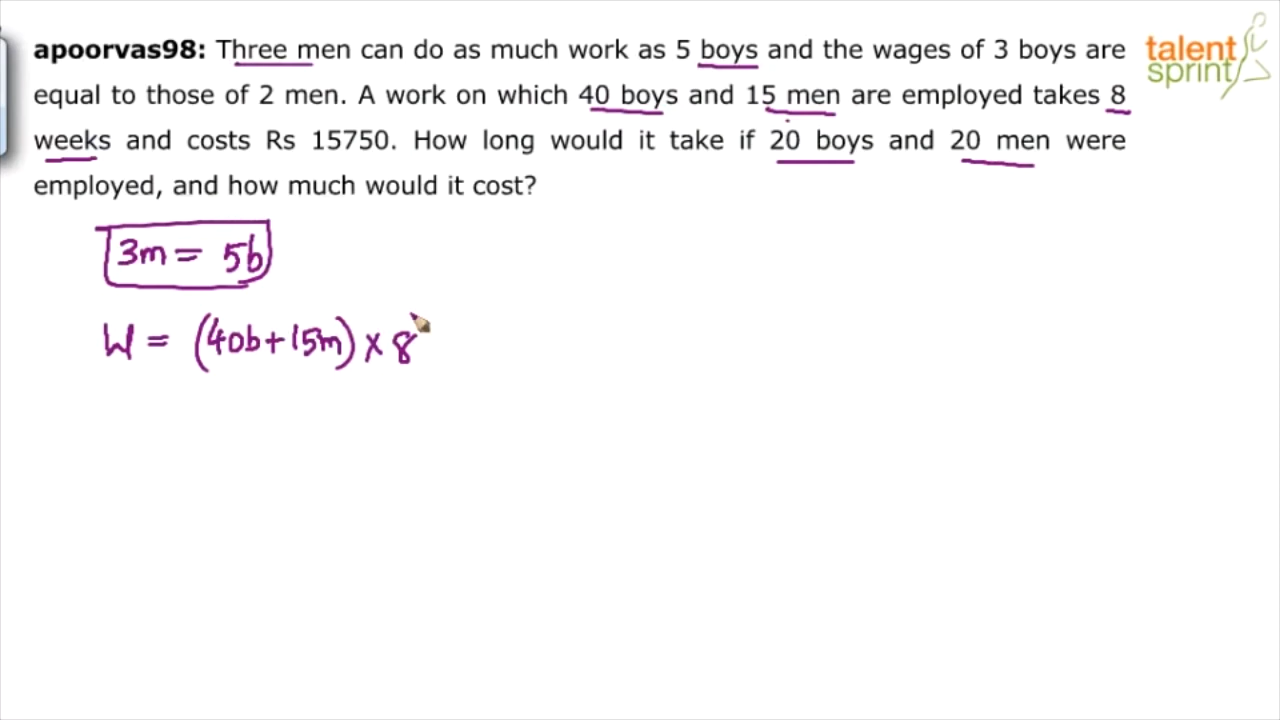 apoorvas98: Three men can do as much work as 5 boys and the wages of 3 boys are
equal to those of 2 men. A work on which 40 boys and 15 men are employed takes 8
weeks and costs Rs 15750. How long would it take if 20 boys and 20 men were
employed, and how much would it cost?
talent
sprint
3m = 5b
W = (40b+15m) x 8